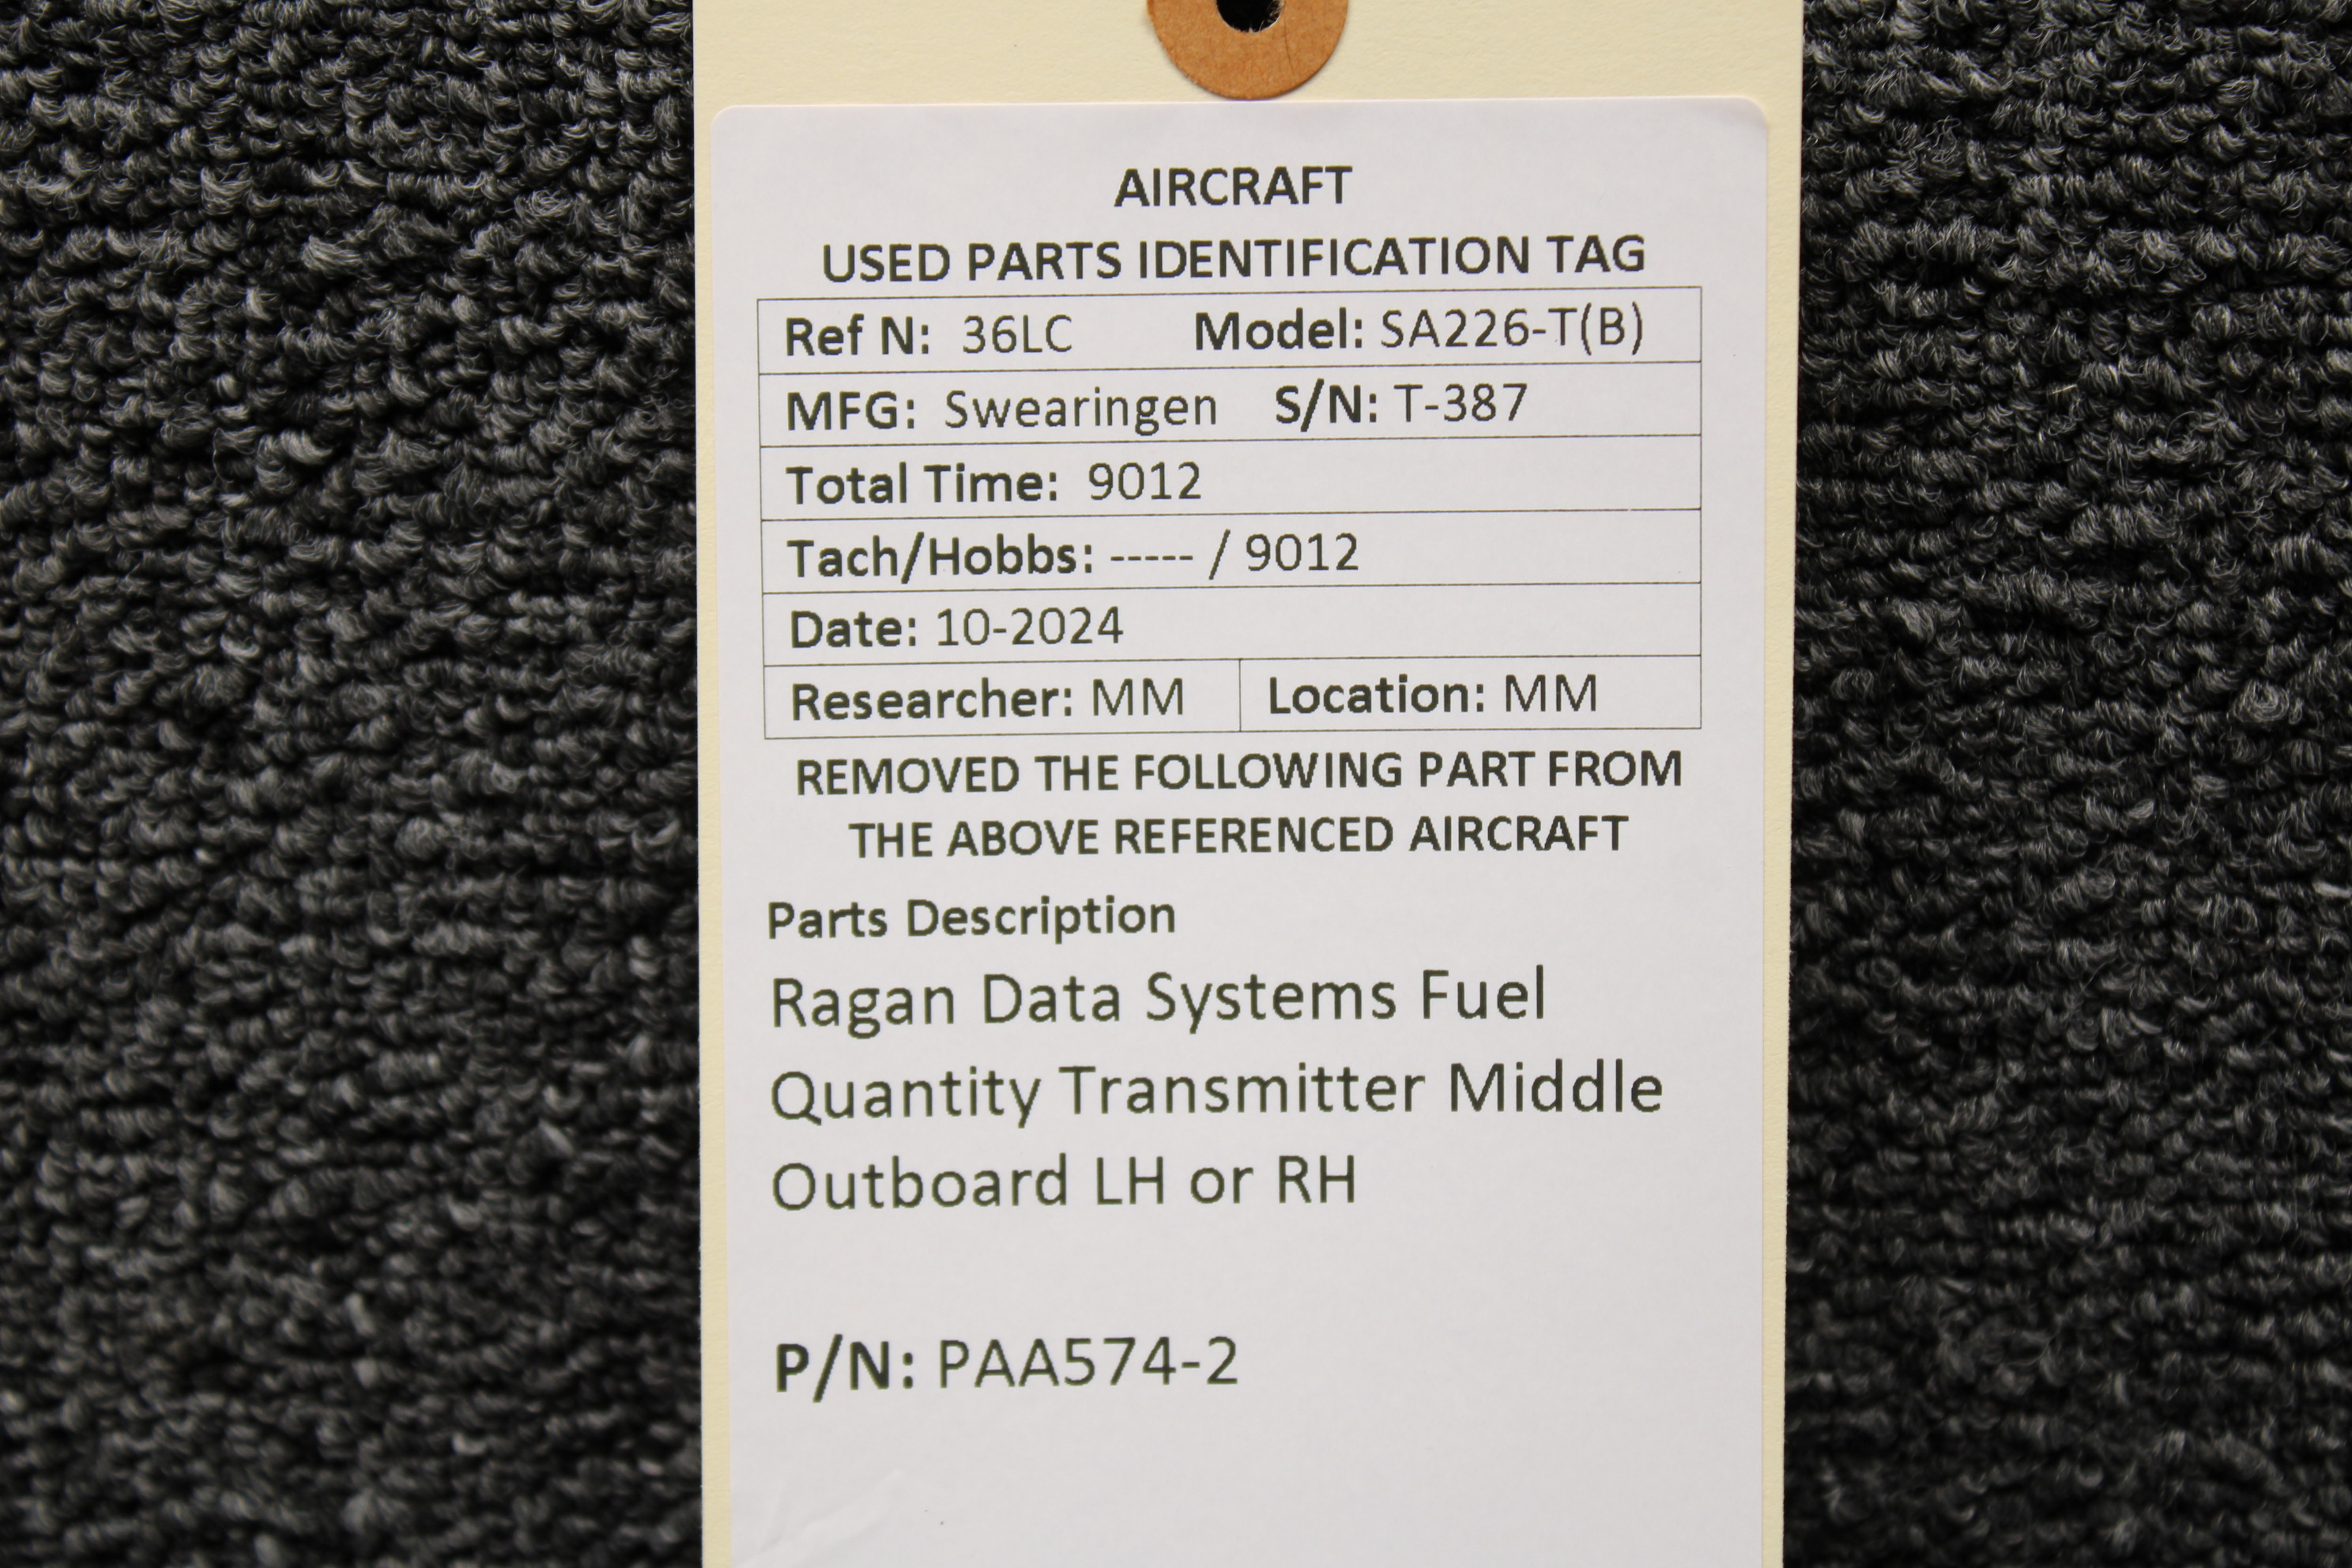 AIRCRAFT
USED PARTS IDENTIFICATION TAG
Ref N: 36LC Model: SA226-T(B)
MFG: Swearingen S/N: T-387
Total Time: 9012
Tach/Hobbs: ----- / 9012
Date: 10-2024
Researcher: MM Location: MM
REMOVED THE FOLLOWING PART FROM
THE ABOVE REFERENCED AIRCRAFT
Parts Description
Ragan Data Systems Fuel
Quantity Transmitter Middle
Outboard LH or RH
P/N: PAA574-2